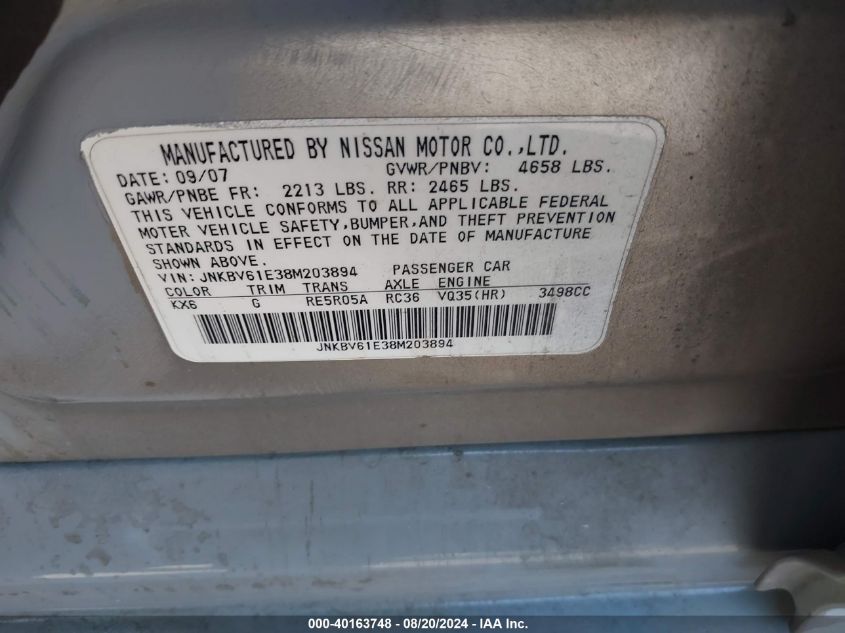 MANUFACTURED BY NISSAN MOTOR CO.,LTD.
DATE: 09/07 GVWR/PNBV: 4658 LBS.
GAWR/PNBE FR: 2213 LBS. RR: 2465 LBS.
THIS VEHICLE CONFORMS TO ALL APPLICABLE FEDERAL
MOTER VEHICLE SAFETY,BUMPER,AND THEFT PREVENTION
STANDARDS IN EFFECT ON THE DATE OF MANUFACTURE
SHOWN ABOVE.
VIN: JNKBV61E38M203894 PASSENGER CAR
COLOR TRIM TRANS AXLE ENGINE
KX6 G RE5R05A RC36 VQ35(HR) 3498CC
JNKBV61E38M203894
000-40163748 - 08/20/2024 - IAA Inc.